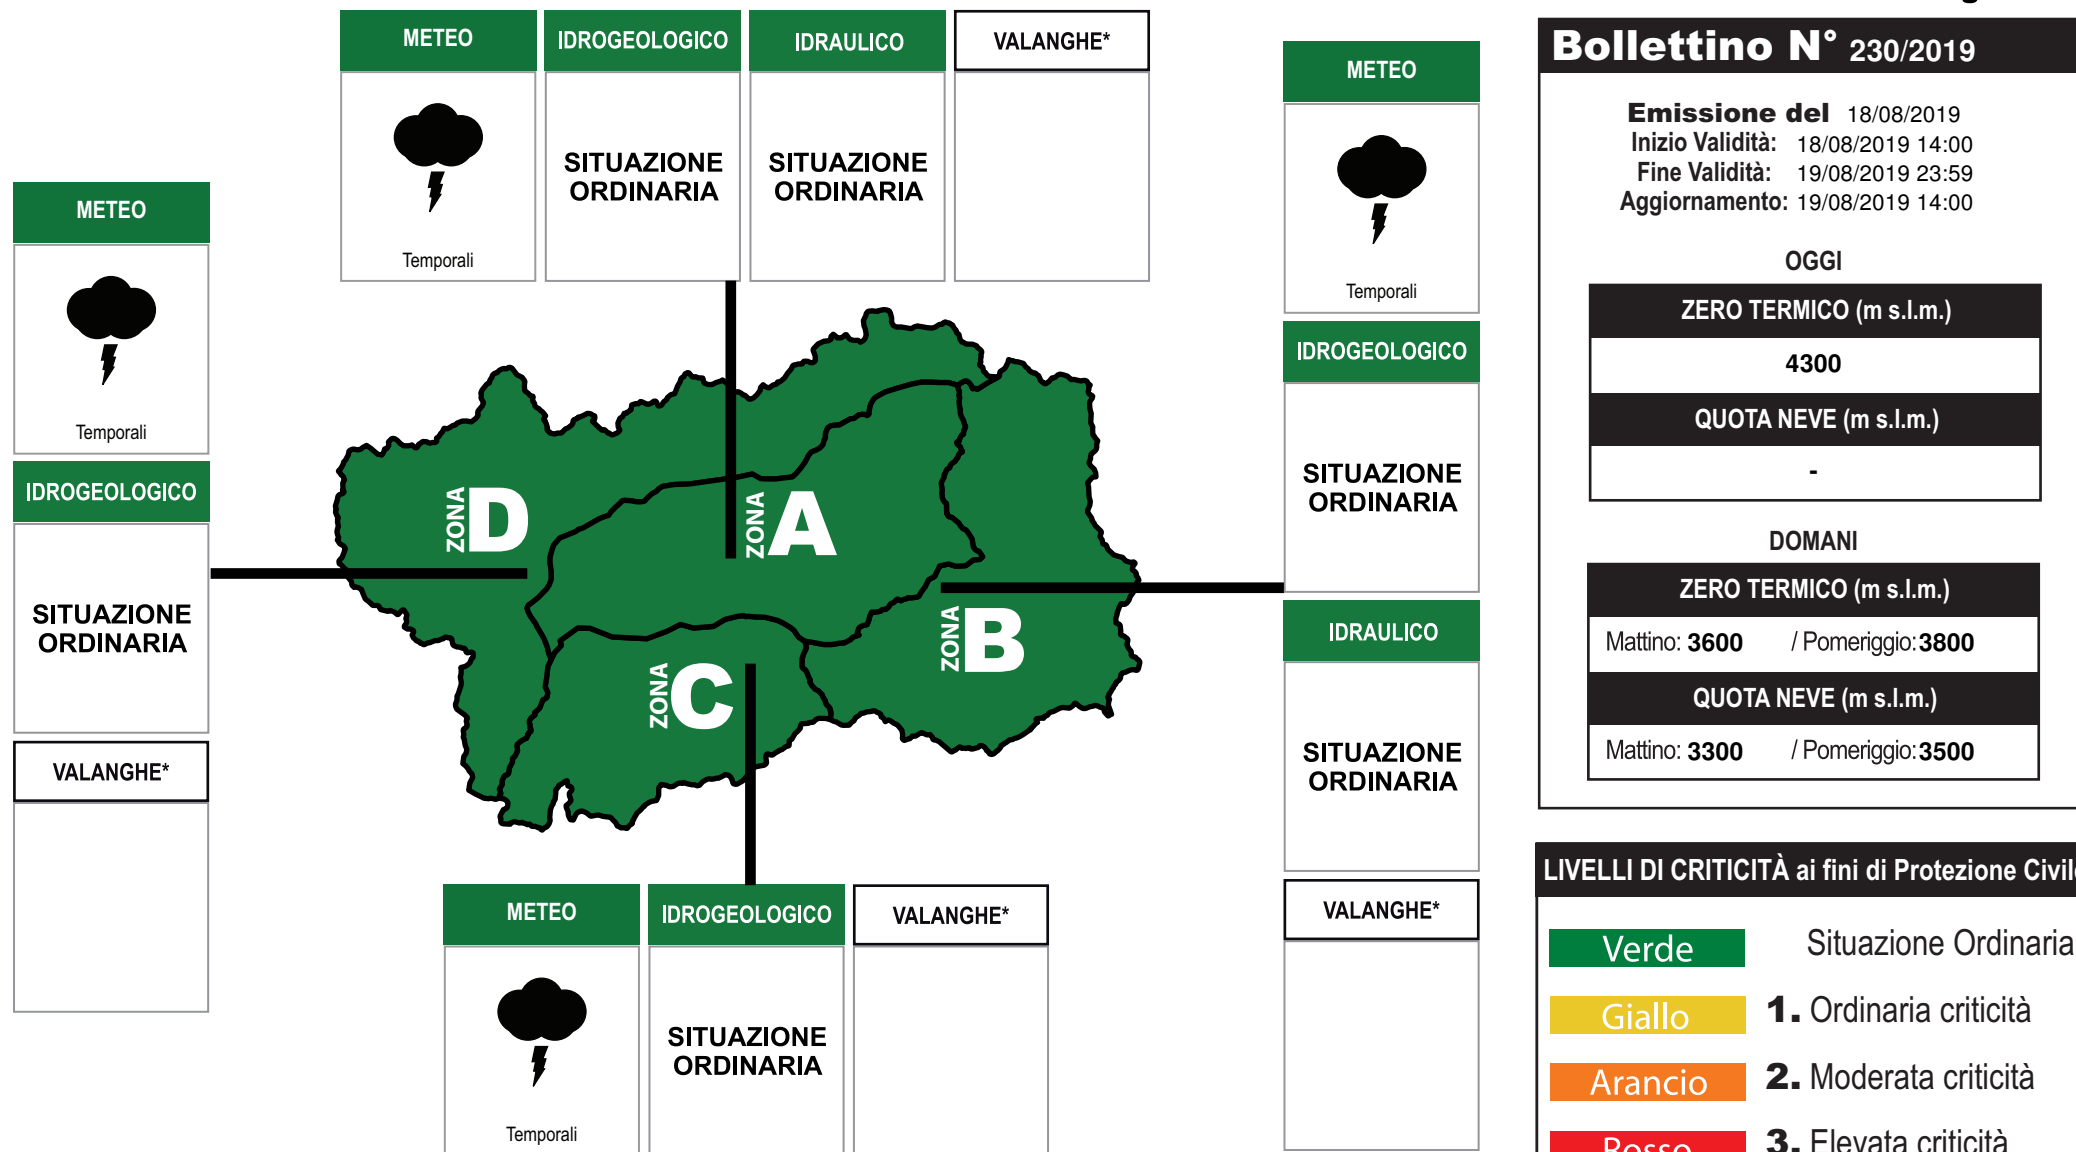 METEO
IDROGEOLOGICO
IDRAULICO
VALANGHE*
Temporali
SITUAZIONE
ORDINARIA
SITUAZIONE
ORDINARIA
METEO
Temporali
IDROGEOLOGICO
SITUAZIONE
ORDINARIA
VALANGHE*
ZONA D
ZONA A
ZONA B
ZONA C
METEO
Temporali
IDROGEOLOGICO
SITUAZIONE
ORDINARIA
IDRAULICO
SITUAZIONE
ORDINARIA
VALANGHE*
METEO
IDROGEOLOGICO
VALANGHE*
Temporali
SITUAZIONE
ORDINARIA
Bollettino N° 230/2019
Emissione del 18/08/2019
Inizio Validità: 18/08/2019 14:00
Fine Validità: 19/08/2019 23:59
Aggiornamento: 19/08/2019 14:00
OGGI
ZERO TERMICO (m s.l.m.)
4300
QUOTA NEVE (m s.l.m.)
-
DOMANI
ZERO TERMICO (m s.l.m.)
Mattino: 3600 / Pomeriggio: 3800
QUOTA NEVE (m s.l.m.)
Mattino: 3300 / Pomeriggio: 3500
LIVELLI DI CRITICITÀ ai fini di Protezione Civile
Verde Situazione Ordinaria
Giallo 1. Ordinaria criticità
Arancio 2. Moderata criticità
Rosso 3. Elevata criticità